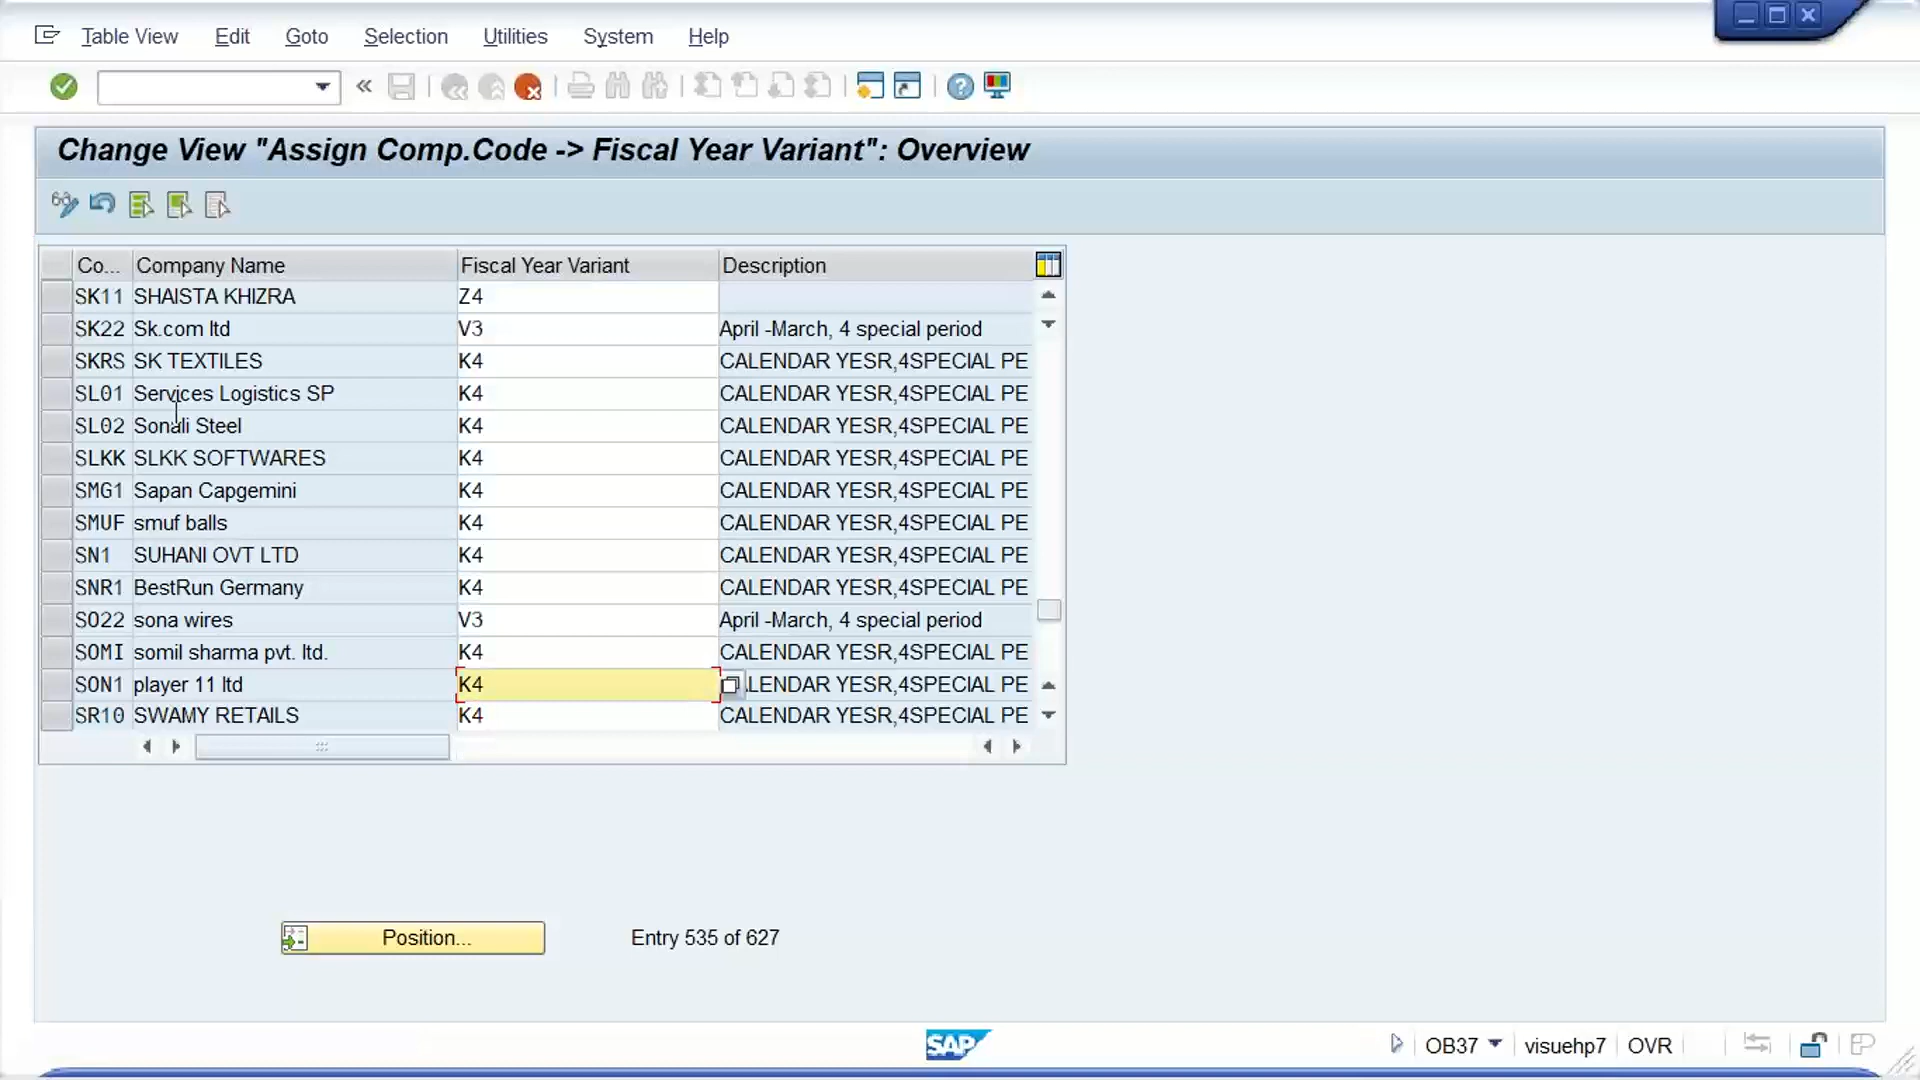 Table View Edit Goto Selection Utilities System Help
Change View "Assign Comp.Code -> Fiscal Year Variant": Overview
Co... Company Name Fiscal Year Variant Description
SK11 SHAISTA KHIZRA Z4
SK22 Sk.com ltd V3 April -March, 4 special period
SKRS SK TEXTILES K4 CALENDAR YESR,4SPECIAL PE
SL01 Services Logistics SP K4 CALENDAR YESR,4SPECIAL PE
SL02 Sonali Steel K4 CALENDAR YESR,4SPECIAL PE
SLKK SLKK SOFTWARES K4 CALENDAR YESR,4SPECIAL PE
SMG1 Sapan Capgemini K4 CALENDAR YESR,4SPECIAL PE
SMUF smuf balls K4 CALENDAR YESR,4SPECIAL PE
SN1 SUHANI OVT LTD K4 CALENDAR YESR,4SPECIAL PE
SNR1 BestRun Germany K4 CALENDAR YESR,4SPECIAL PE
SO22 sona wires V3 April -March, 4 special period
SOMI somil sharma pvt. ltd. K4 CALENDAR YESR,4SPECIAL PE
SON1 player 11 ltd K4 LENDAR YESR,4SPECIAL PE
SR10 SWAMY RETAILS K4 CALENDAR YESR,4SPECIAL PE
Position... Entry 535 of 627
SAP OB37 visuehp7 OVR